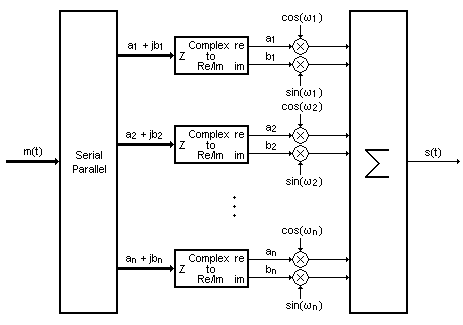 cos(ω1)
a1 + jb1
Complex re
a1
Z to
b1
Re/Im im
sin(ω1)
cos(ω2)
a2 + jb2
Complex re
a2
Z to
b2
Re/Im im
sin(ω2)
m(t)
Serial
Parallel
Σ
s(t)
cos(ωn)
an + jbn
Complex re
an
Z to
bn
Re/Im im
sin(ωn)